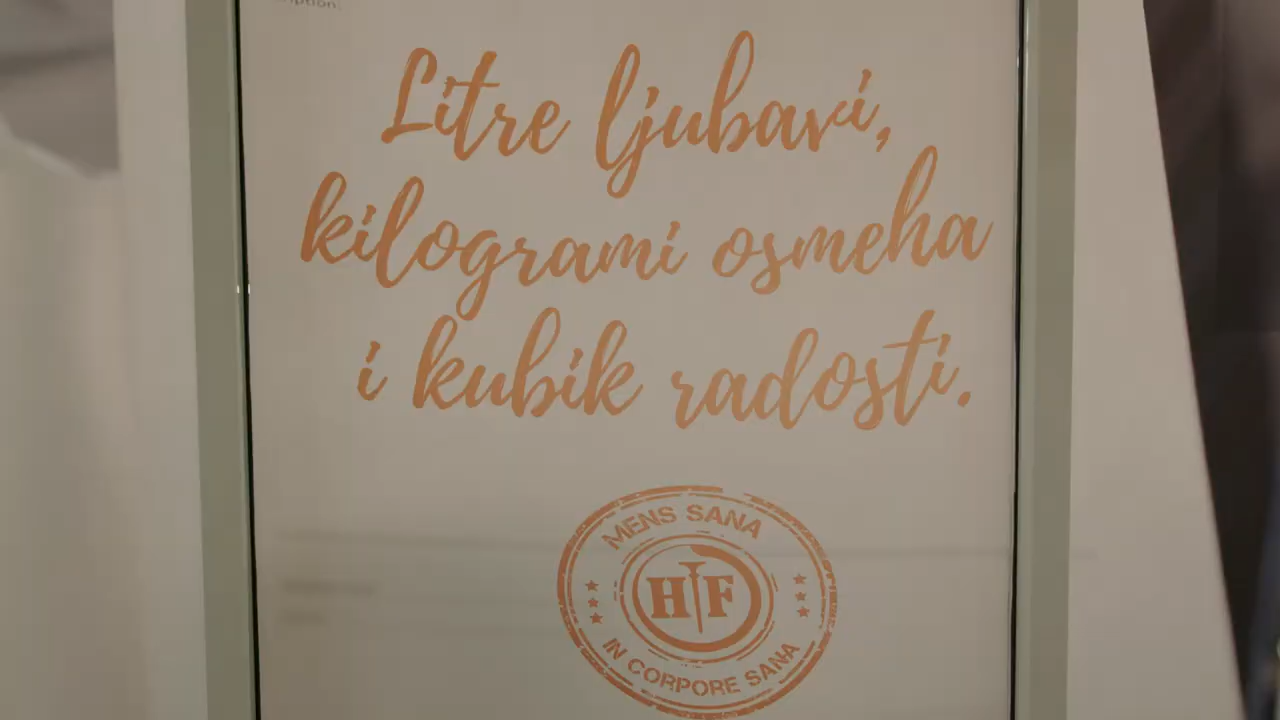 Litre ljubavi,
kilogrami osmeha
i kubik radosti.
MENS SANA
HF
IN CORPORE SANA